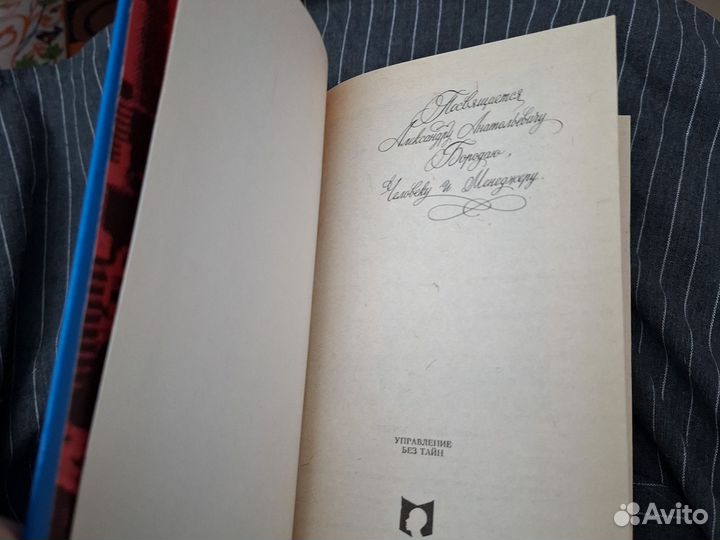 Посвящается
Александру Анатольевичу
Бородаю,
Человеку и Менеджеру.
УПРАВЛЕНИЕ
БЕЗ ТАЙН
Avito